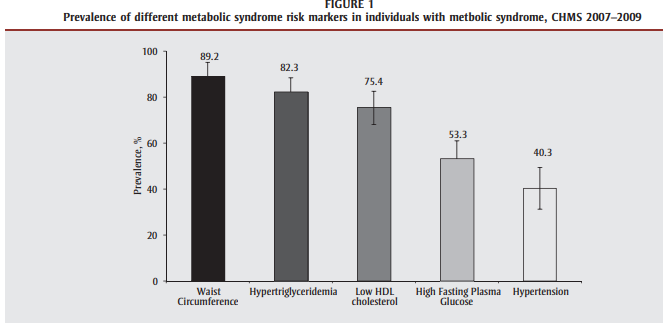 FIGURE 1
Prevalence of different metabolic syndrome risk markers in individuals with metbolic syndrome, CHMS 2007–2009
100
80
60
40
20
0
Prevalence, %
89.2
82.3
75.4
53.3
40.3
Waist Hypertriglyceridemia Low HDL High Fasting Plasma Hypertension
Circumference cholesterol Glucose